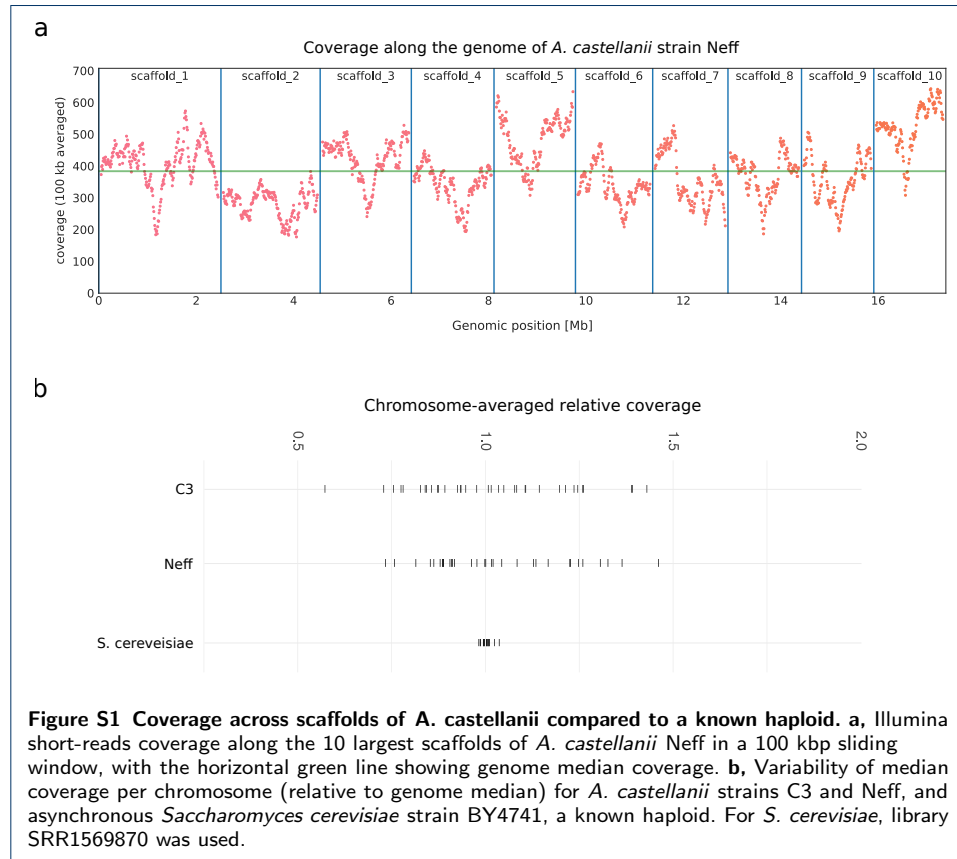 a
Coverage along the genome of A. castellanii strain Neff
700
600
500
400
300
200
100
0
coverage (100 kb averaged)
scaffold_1 scaffold_2 scaffold_3 scaffold_4 scaffold_5 scaffold_6 scaffold_7 scaffold_8 scaffold_9 scaffold_10
0 2 4 6 8 10 12 14 16
Genomic position [Mb]
b
Chromosome-averaged relative coverage
0.5 1.0 1.5 2.0
C3
Neff
S. cereveisiae
Figure S1 Coverage across scaffolds of A. castellanii compared to a known haploid. a, Illumina
short-reads coverage along the 10 largest scaffolds of A. castellanii Neff in a 100 kbp sliding
window, with the horizontal green line showing genome median coverage. b, Variability of median
coverage per chromosome (relative to genome median) for A. castellanii strains C3 and Neff, and
asynchronous Saccharomyces cerevisiae strain BY4741, a known haploid. For S. cerevisiae, library
SRR1569870 was used.